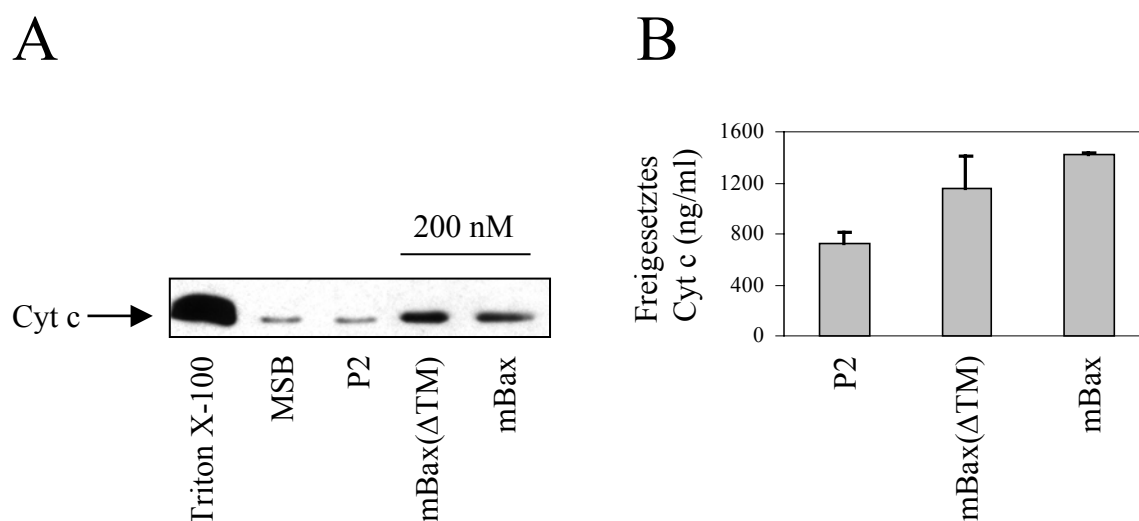 A
200 nM
Cyt c
Triton X-100
MSB
P2
mBax(ΔTM)
mBax
B
Freigesetztes
Cyt c (ng/ml)
1600
1200
800
400
0
P2
mBax(ΔTM)
mBax